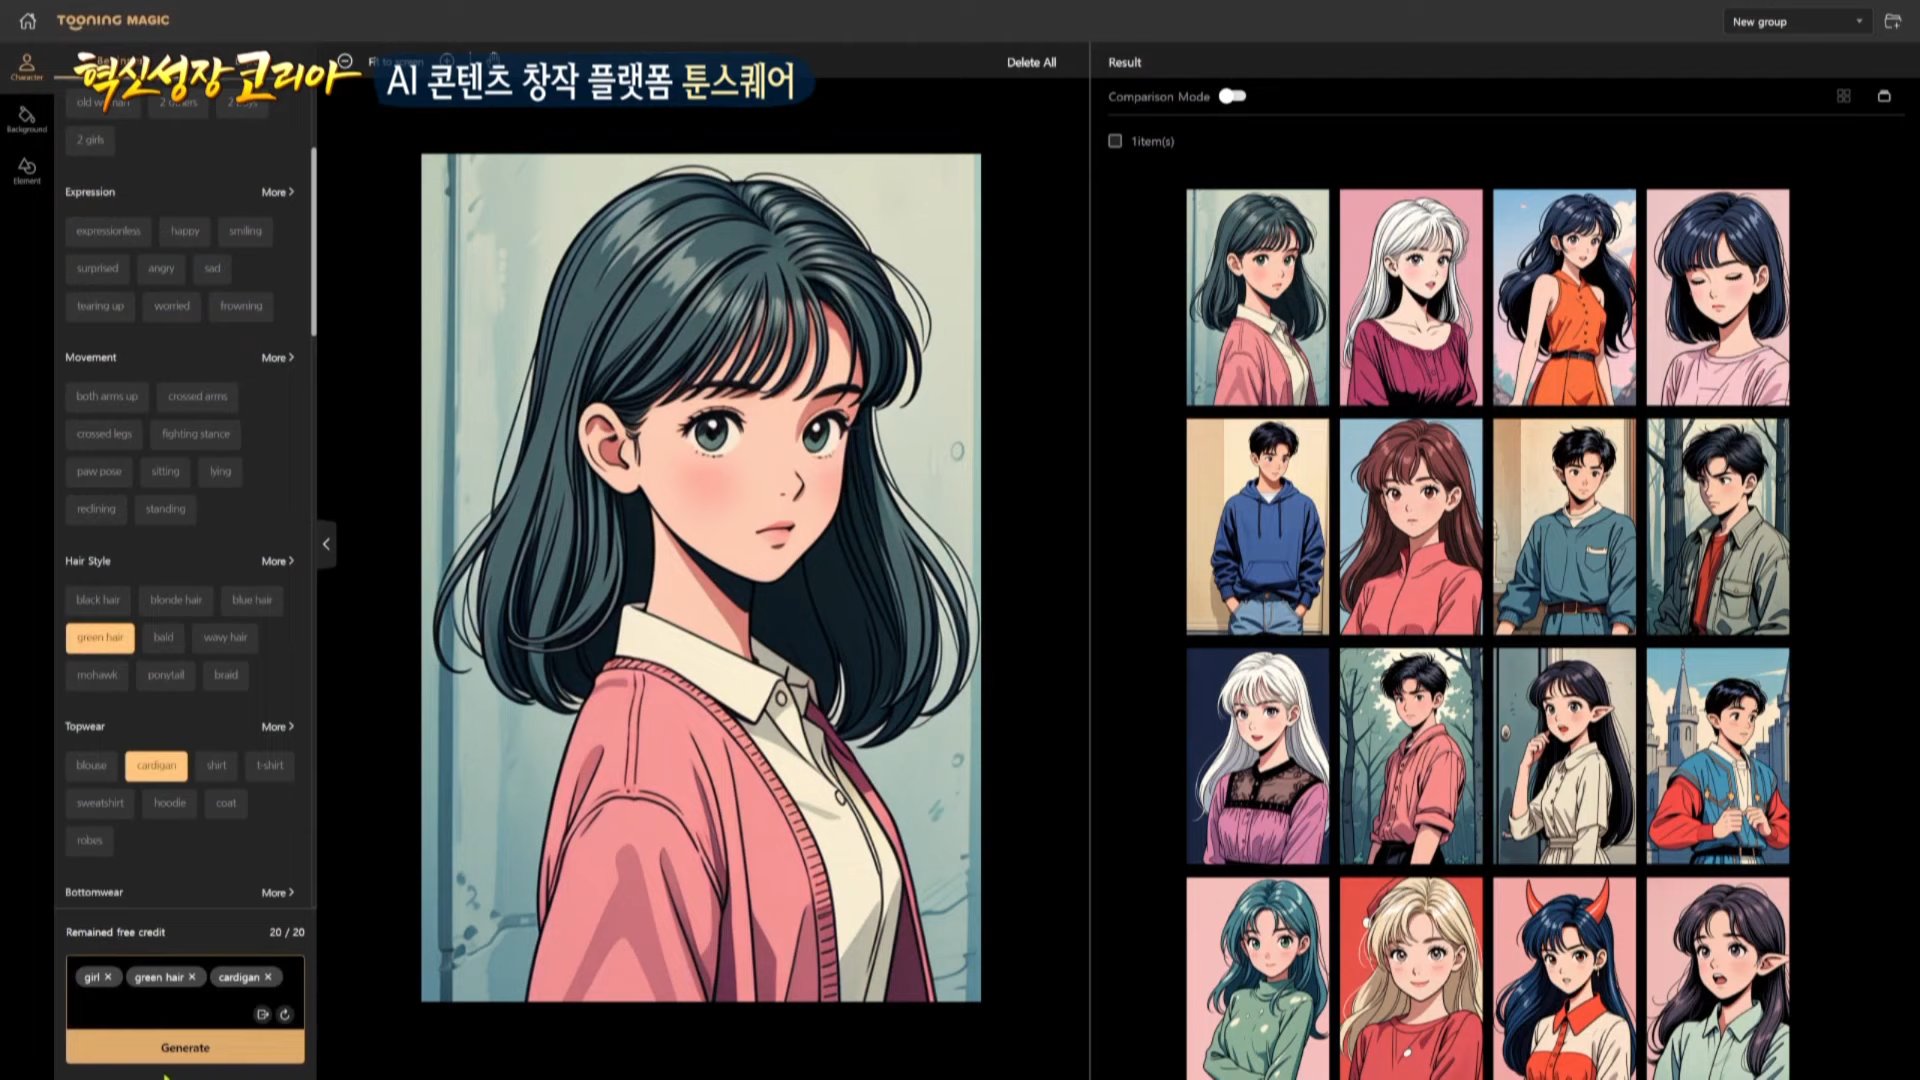 TOONING MAGIC
New group
Character
Background
Element
혁신성장 코리아
AI 콘텐츠 창작 플랫폼 툰스퀘어
Delete All
2 girls
Expression
More >
expressionless
happy
smiling
surprised
angry
sad
tearing up
worried
frowning
Movement
More >
both arms up
crossed arms
crossed legs
fighting stance
paw pose
sitting
lying
reclining
standing
Hair Style
More >
black hair
blonde hair
blue hair
green hair
bald
wavy hair
mohawk
ponytail
braid
Topwear
More >
blouse
cardigan
shirt
t-shirt
sweatshirt
hoodie
coat
robes
Bottomwear
More >
Remained free credit
20 / 20
girl ×
green hair ×
cardigan ×
Generate
Result
Comparison Mode
1item(s)